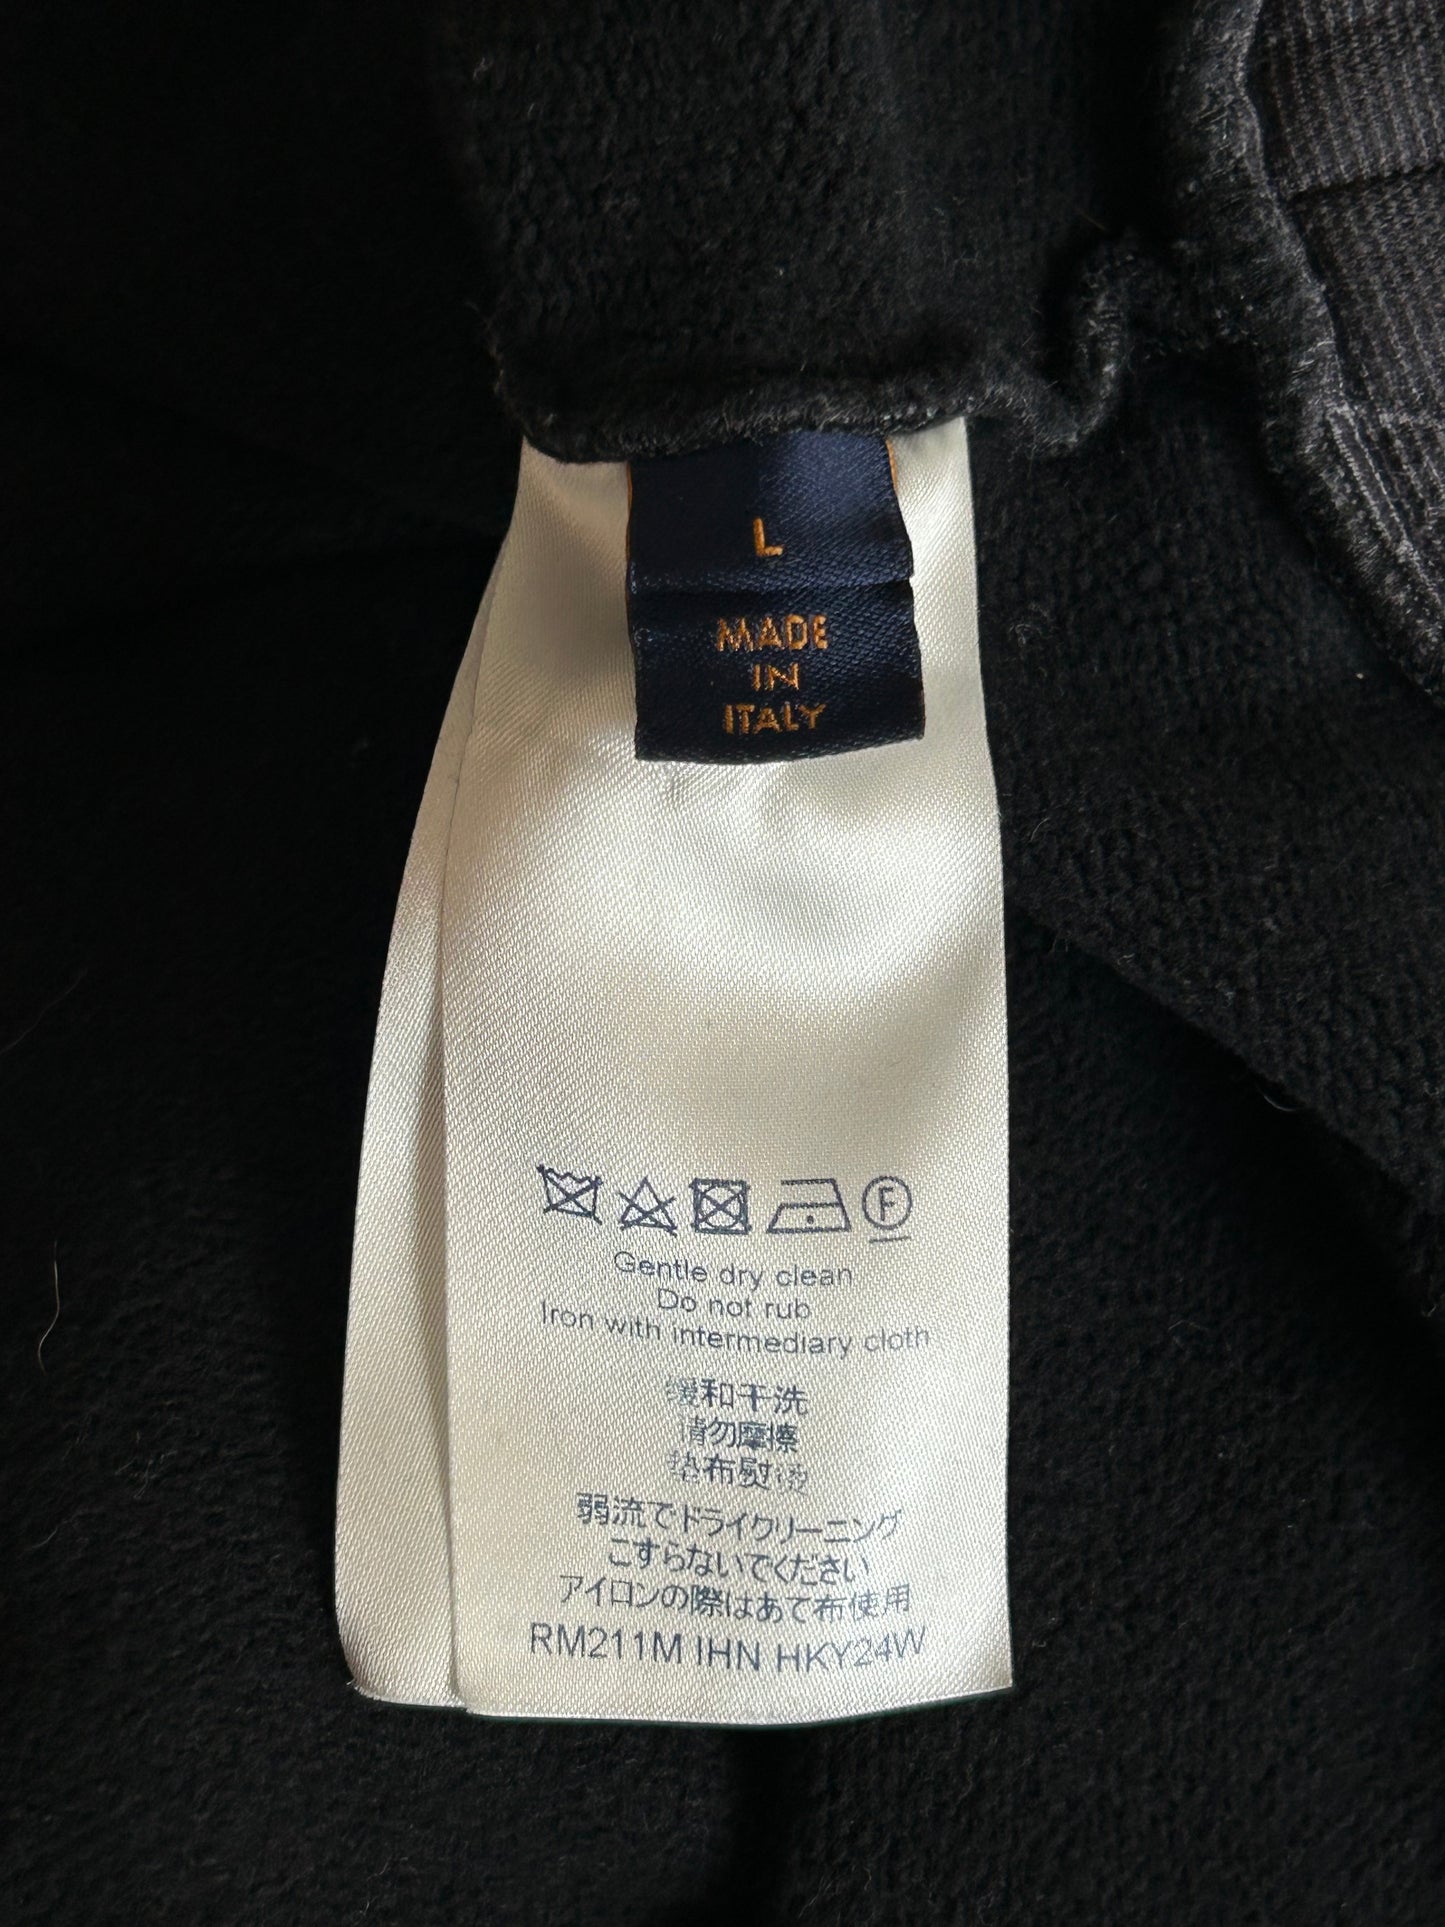 L
MADE
IN
ITALY
F
Gentle dry clean
Do not rub
Iron with intermediary cloth
缓和干洗
请勿摩擦
垫布熨烫
弱流でドライクリーニング
こすらないでください
アイロンの際はあて布使用
RM211M IHN HKY24W